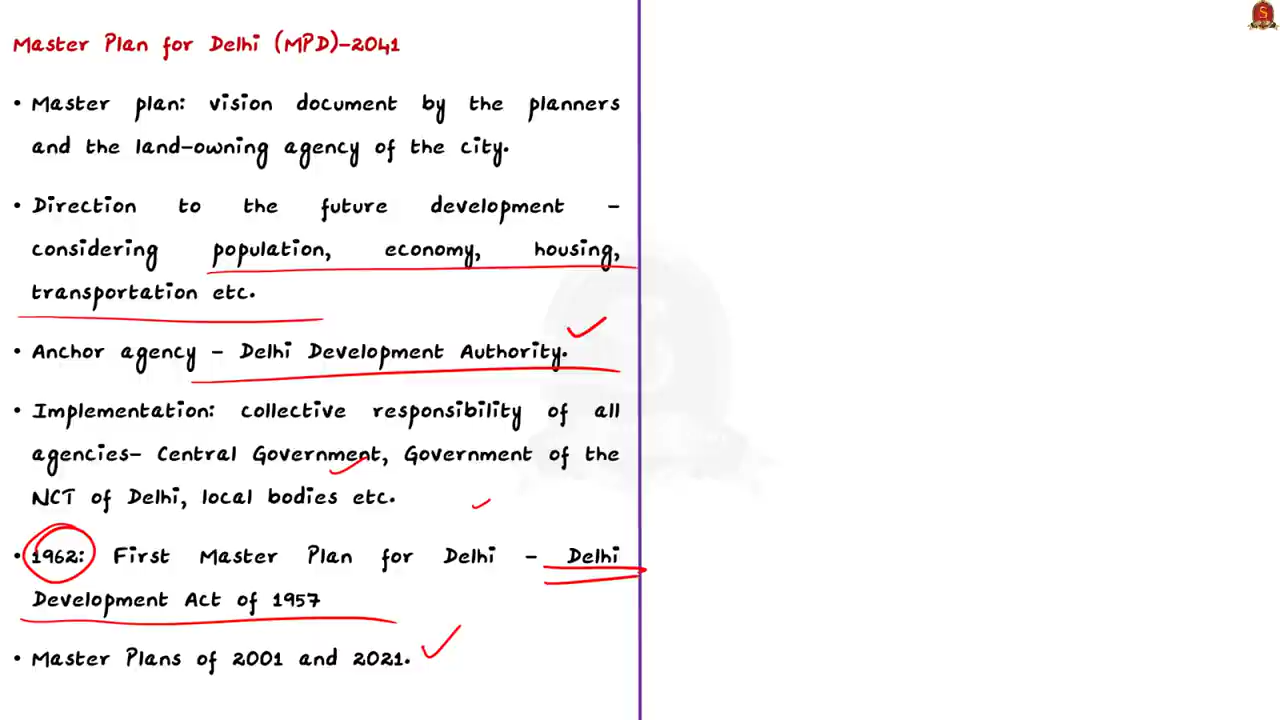 Master Plan for Delhi (MPD)-2041
• Master plan: vision document by the planners
and the land-owning agency of the city.
• Direction to the future development -
considering population, economy, housing,
transportation etc.
• Anchor agency - Delhi Development Authority.
• Implementation: collective responsibility of all
agencies- Central Government, Government of the
NCT of Delhi, local bodies etc.
• 1962: First Master Plan for Delhi - Delhi
Development Act of 1957
• Master Plans of 2001 and 2021.